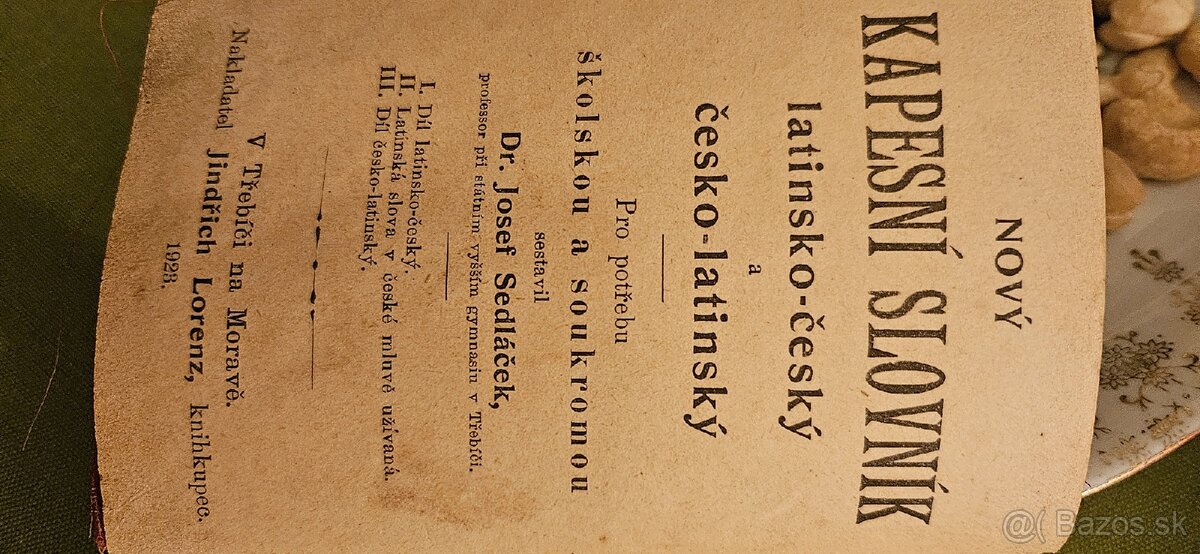 NOVÝ
KAPESNÍ SLOVNÍK
latinsko-český
a
česko-latinský
Pro potřebu
školskou a soukromou
sestavil
Dr. Josef Sedláček,
professor při státním vyšším gymnasiu v Třebíči.
I. Díl latinsko-český.
II. Latinská slova v české mluvě užívaná.
III. Díl česko-latinský.
V Třebíči na Moravě.
Nakladatel Jindřich Lorenz, knihkupec.
1923.
@( Bazos.sk